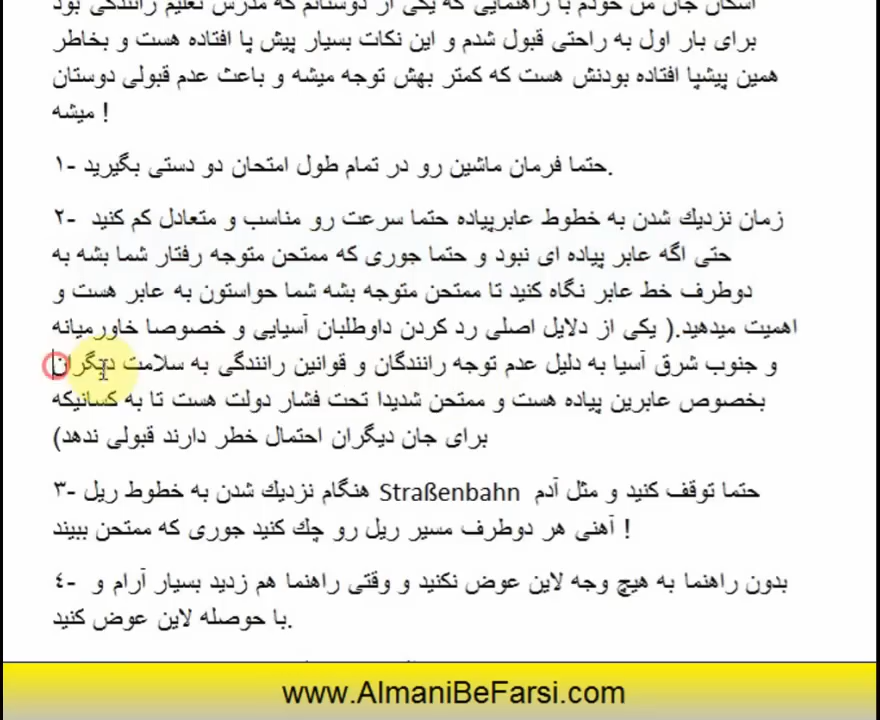 برای بار اول به راحتی قبول شدم و این نکات بسیار پیش پا افتاده هست و بخاطر
همین پیشپا افتاده بودنش هست که کمتر بهش توجه میشه و باعث عدم قبولی دوستان
میشه !
۱- حتما فرمان ماشین رو در تمام طول امتحان دو دستی بگیرید.
۲- زمان نزدیك شدن به خطوط عابرپیاده حتما سرعت رو مناسب و متعادل کم کنید
حتی اگه عابر پیاده ای نبود و حتما جوری که ممتحن متوجه رفتار شما بشه به
دوطرف خط عابر نگاه کنید تا ممتحن متوجه بشه شما حواستون به عابر هست و
اهمیت میدهید.( یکی از دلایل اصلی رد کردن داوطلبان آسیایی و خصوصا خاورمیانه
و جنوب شرق آسیا به دلیل عدم توجه رانندگان و قوانین رانندگی به سلامت دیگران
بخصوص عابرین پیاده هست و ممتحن شدیدا تحت فشار دولت هست تا به کسانیکه
برای جان دیگران احتمال خطر دارند قبولی ندهد)
۳- هنگام نزدیك شدن به خطوط ریل Straßenbahn حتما توقف کنید و مثل آدم
آهنی هر دوطرف مسیر ریل رو چك کنید جوری که ممتحن ببیند !
٤- بدون راهنما به هیچ وجه لاین عوض نکنید و وقتی راهنما هم زدید بسیار آرام و
با حوصله لاین عوض کنید.
www.AlmaniBeFarsi.com